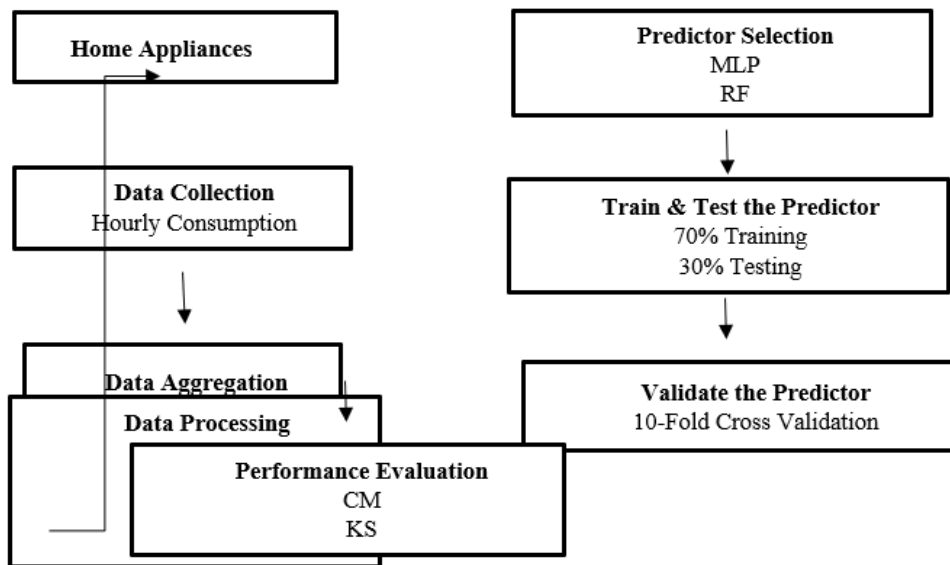 Home Appliances
Data Collection
Hourly Consumption
Data Aggregation
Data Processing
Performance Evaluation
CM
KS
Predictor Selection
MLP
RF
Train & Test the Predictor
70% Training
30% Testing
Validate the Predictor
10-Fold Cross Validation